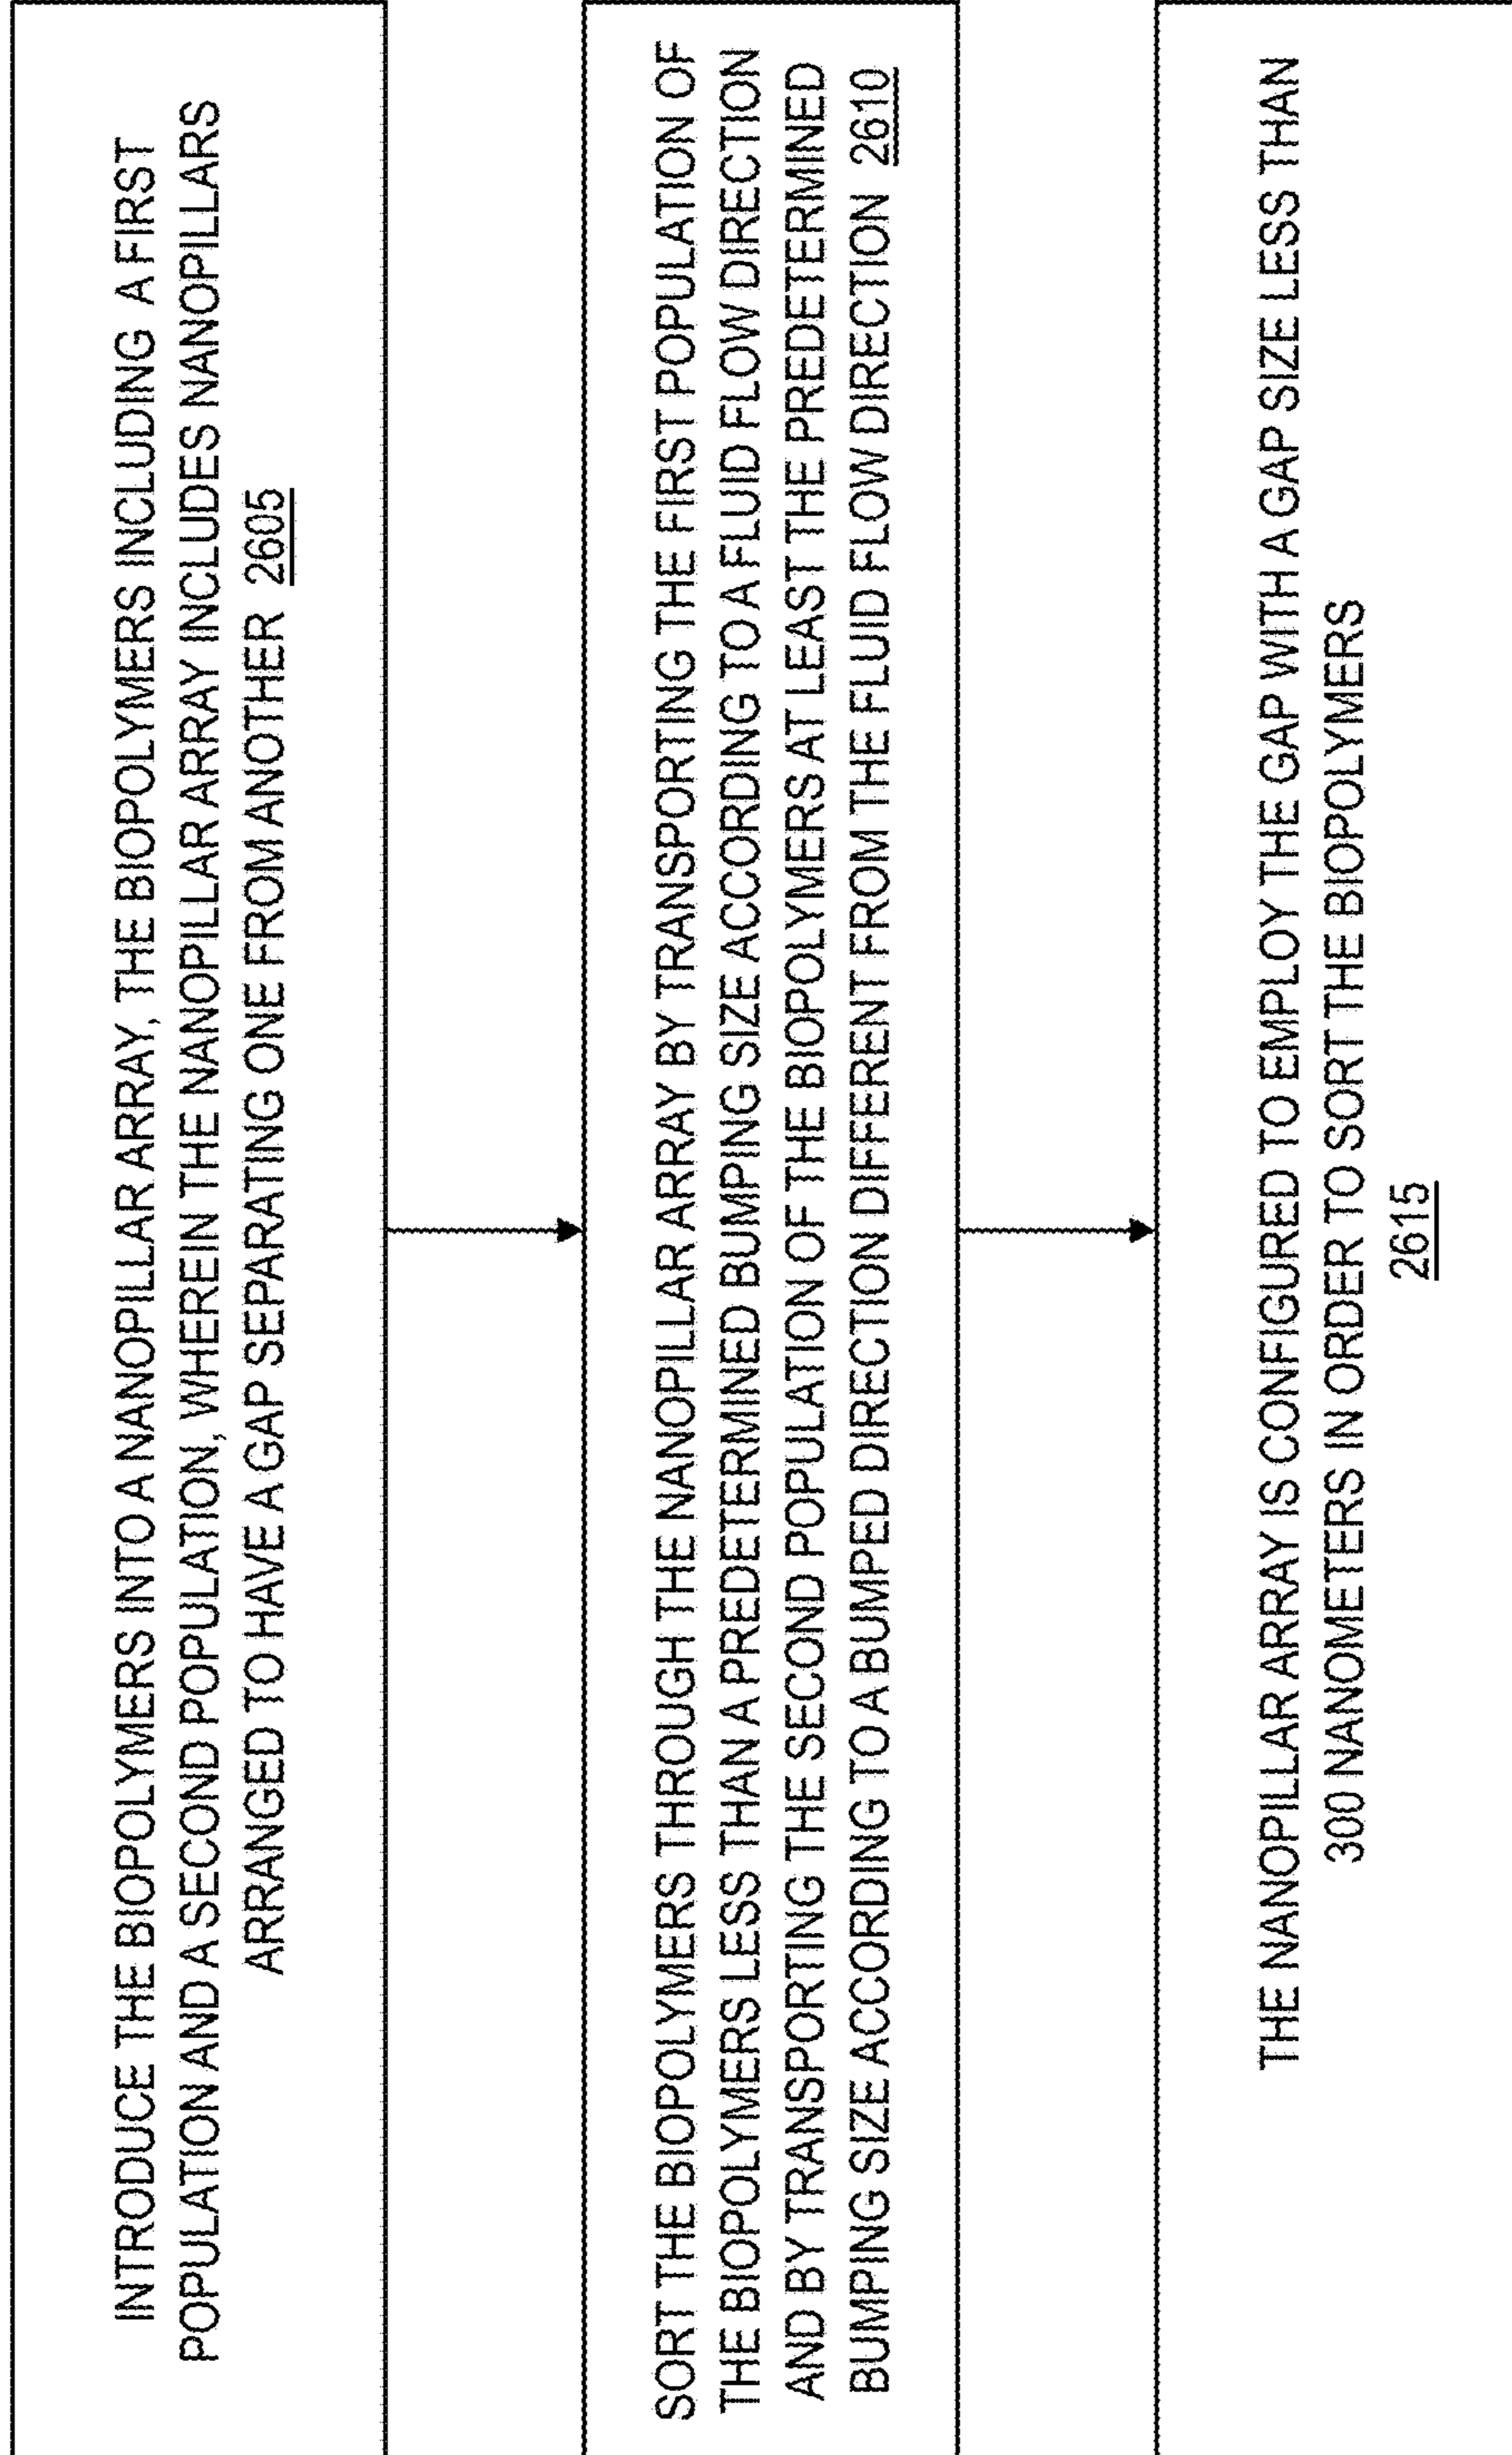 INTRODUCE THE BIOPOLYMERS INTO A NANOPILLAR ARRAY, THE BIOPOLYMERS INCLUDING A FIRST
POPULATION AND A SECOND POPULATION, WHEREIN THE NANOPILLAR ARRAY INCLUDES NANOPILLARS
ARRANGED TO HAVE A GAP SEPARATING ONE FROM ANOTHER 2605
SORT THE BIOPOLYMERS THROUGH THE NANOPILLAR ARRAY BY TRANSPORTING THE FIRST POPULATION OF
THE BIOPOLYMERS LESS THAN A PREDETERMINED BUMPING SIZE ACCORDING TO A FLUID FLOW DIRECTION
AND BY TRANSPORTING THE SECOND POPULATION OF THE BIOPOLYMERS AT LEAST THE PREDETERMINED
BUMPING SIZE ACCORDING TO A BUMPED DIRECTION DIFFERENT FROM THE FLUID FLOW DIRECTION 2610
THE NANOPILLAR ARRAY IS CONFIGURED TO EMPLOY THE GAP WITH A GAP SIZE LESS THAN
300 NANOMETERS IN ORDER TO SORT THE BIOPOLYMERS
2615